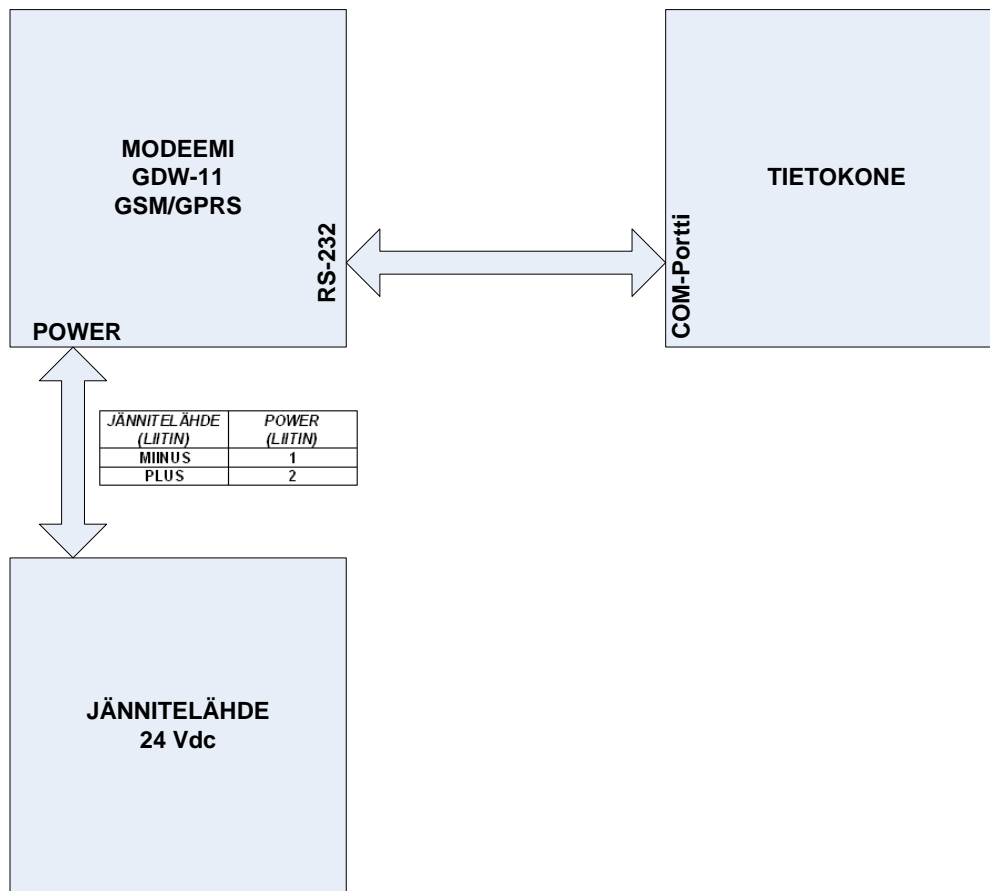 MODEEMI
GDW-11
GSM/GPRS
RS-232
POWER
COM-Portti
TIETOKONE
JÄNNITELÄHDE POWER
(LIITIN) (LIITIN)
MIINUS 1
PLUS 2
JÄNNITELÄHDE
24 Vdc